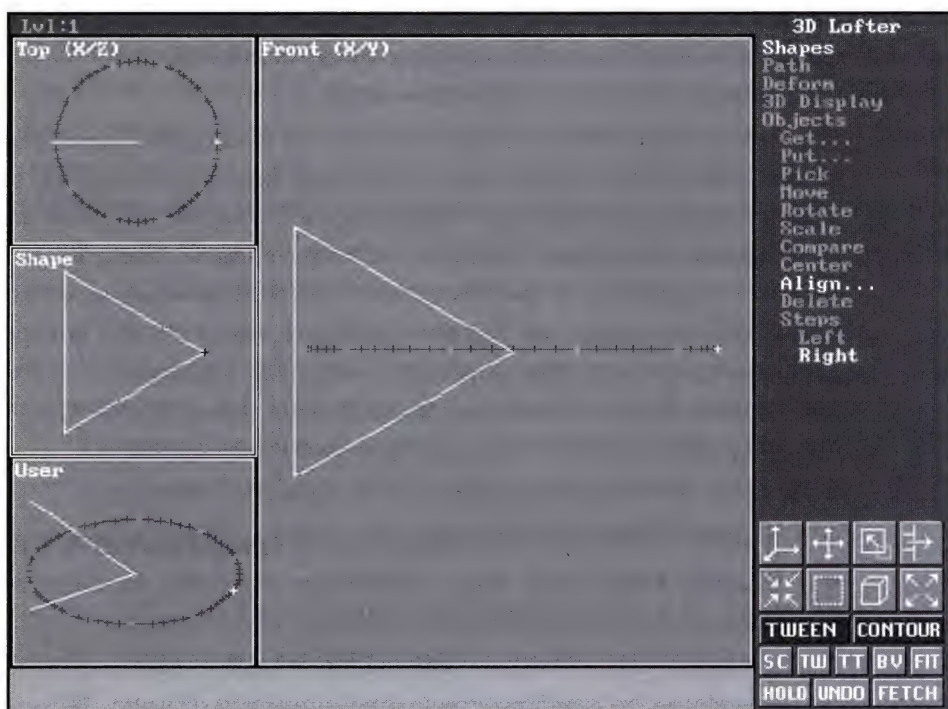 Lvl:1
3D Lofter
Top (X/Z)
Front (X/Y)
Shapes
Path
Deform
3D Display
Objects
Get...
Put...
Pick
Move
Rotate
Scale
Compare
Center
Align...
Delete
Steps
Left
Right
Shape
User
TWEEN CONTOUR
SC TW TT BV FIT
HOLD UNDO FETCH